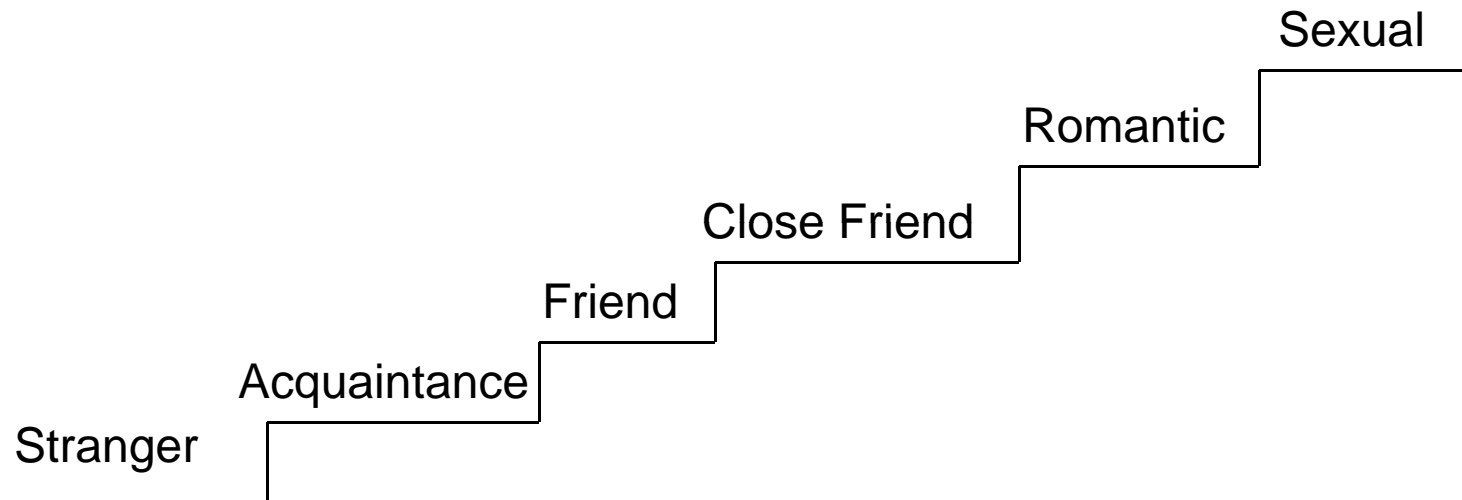 Sexual
Romantic
Close Friend
Friend
Acquaintance
Stranger